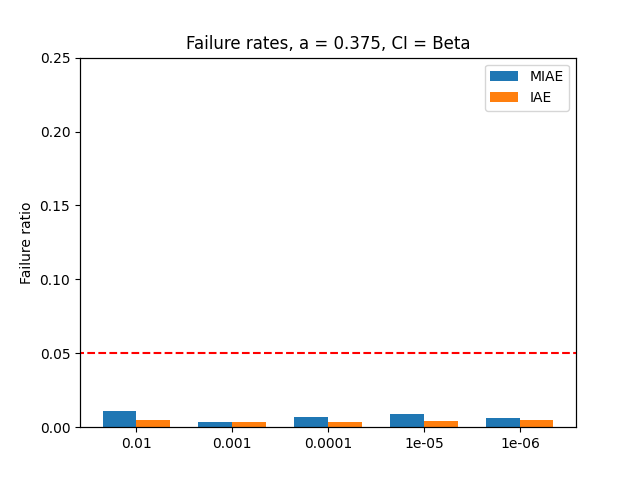 Failure rates, a = 0.375, CI = Beta
0.25
MIAE
IAE
0.20
0.15
Failure ratio
0.10
0.05
0.00
0.01 0.001 0.0001 1e-05 1e-06